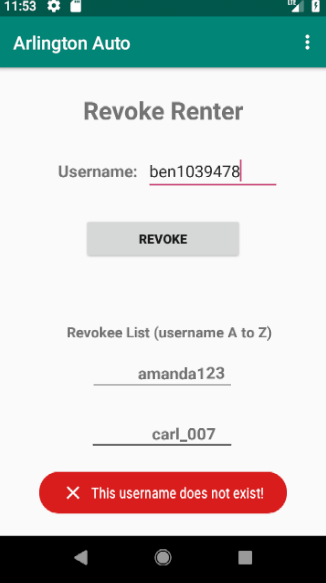 11:53 LTE
Arlington Auto
Revoke Renter
Username: ben1039478
REVOKE
Revokee List (username A to Z)
amanda123
carl_007
This username does not exist!